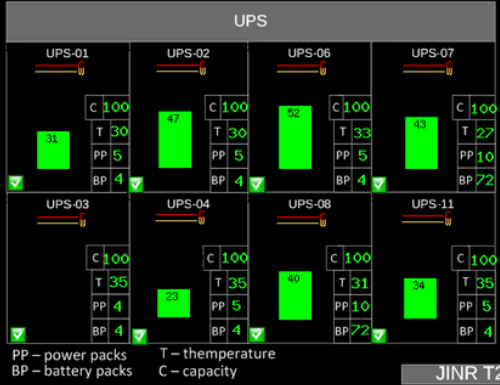 UPS
UPS-01 UPS-02 UPS-06 UPS-07
C C C C
W W W W
31 47 52 43
C 100 C 100 C 100 C 100
T 30 T 30 T 33 T 27
PP 5 PP 5 PP 5 PP 10
BP 4 BP 4 BP 4 BP 72
UPS-03 UPS-04 UPS-08 UPS-11
C C C C
W W W W
23 40 34
C 100 C 100 C 100 C 100
T 35 T 35 T 31 T 35
PP 4 PP 4 PP 10 PP 5
BP 4 BP 4 BP 72 BP 4
PP – power packs T – themperature
BP – battery packs C – capacity
JINR T2